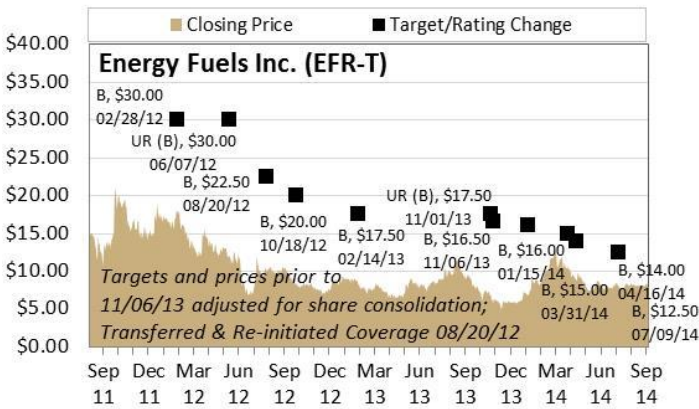 Closing Price
Target/Rating Change
$40.00
$35.00
$30.00
$25.00
$20.00
$15.00
$10.00
$5.00
$0.00
Energy Fuels Inc. (EFR-T)
B, $30.00
02/28/12
UR (B), $30.00
06/07/12
B, $22.50
08/20/12
B, $20.00
10/18/12
B, $17.50
02/14/13
UR (B), $17.50
11/01/13
B, $16.50
11/06/13
B, $16.00
01/15/14
B, $15.00
03/31/14
B, $14.00
04/16/14
B, $12.50
07/09/14
Targets and prices prior to
11/06/13 adjusted for share consolidation;
Transferred & Re-initiated Coverage 08/20/12
Sep Dec Mar Jun Sep Dec Mar Jun Sep Dec Mar Jun Sep
11 11 12 12 12 12 13 13 13 13 14 14 14